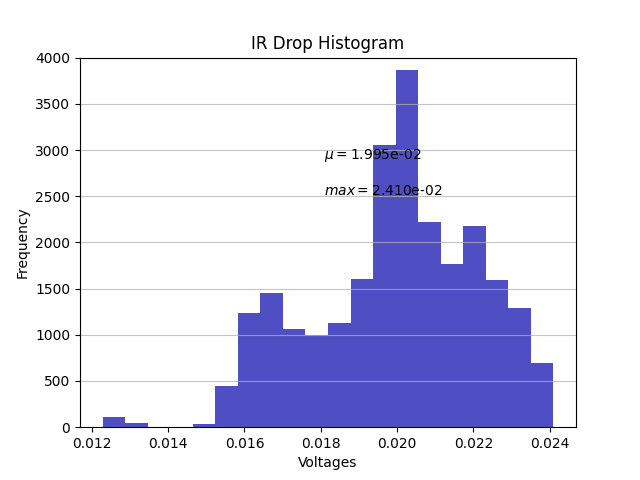 IR Drop Histogram
4000
3500
3000
2500
2000
1500
1000
500
0
Frequency
μ = 1.995e-02
max = 2.410e-02
0.012 0.014 0.016 0.018 0.020 0.022 0.024
Voltages